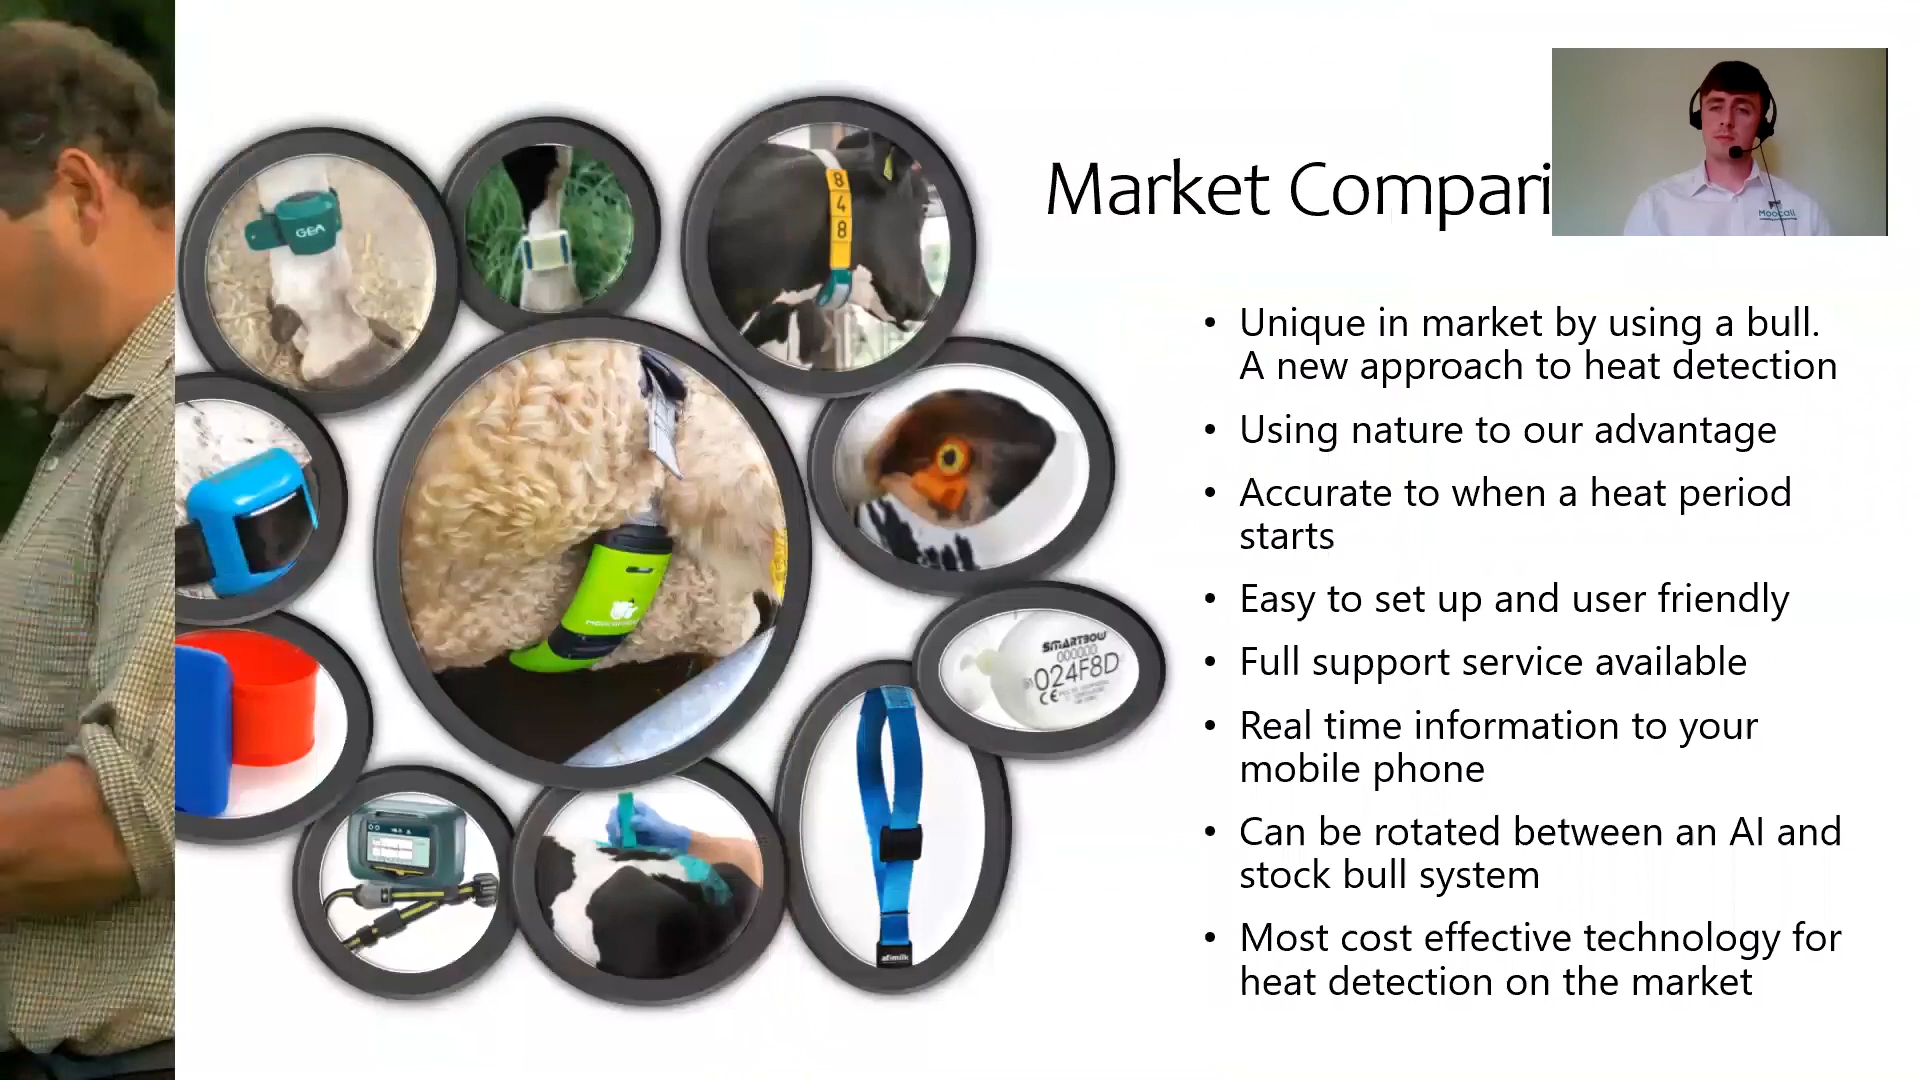 Market Compari
Moocall
• Unique in market by using a bull.
A new approach to heat detection
• Using nature to our advantage
• Accurate to when a heat period
starts
• Easy to set up and user friendly
• Full support service available
• Real time information to your
mobile phone
• Can be rotated between an AI and
stock bull system
• Most cost effective technology for
heat detection on the market
GEA
8
4
8
SMARTBOW
000000
024F8D
CE
afimilk